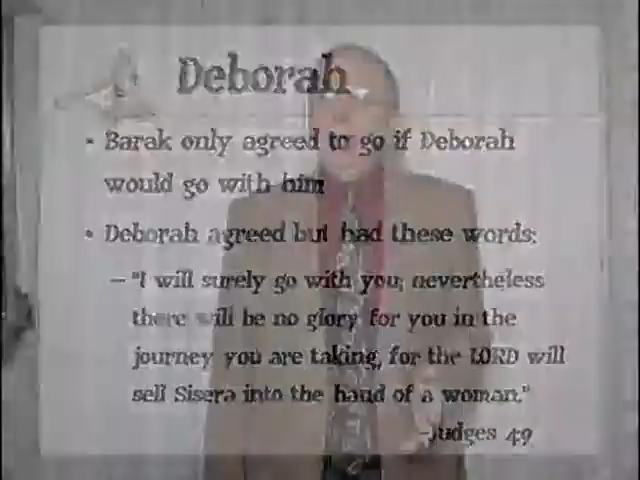 Deborah
• Barak only agreed to go if Deborah
would go with him
• Deborah agreed but had these words:
– "I will surely go with you; nevertheless
there will be no glory for you in the
journey you are taking, for the LORD will
sell Sisera into the hand of a woman."
-Judges 4:9